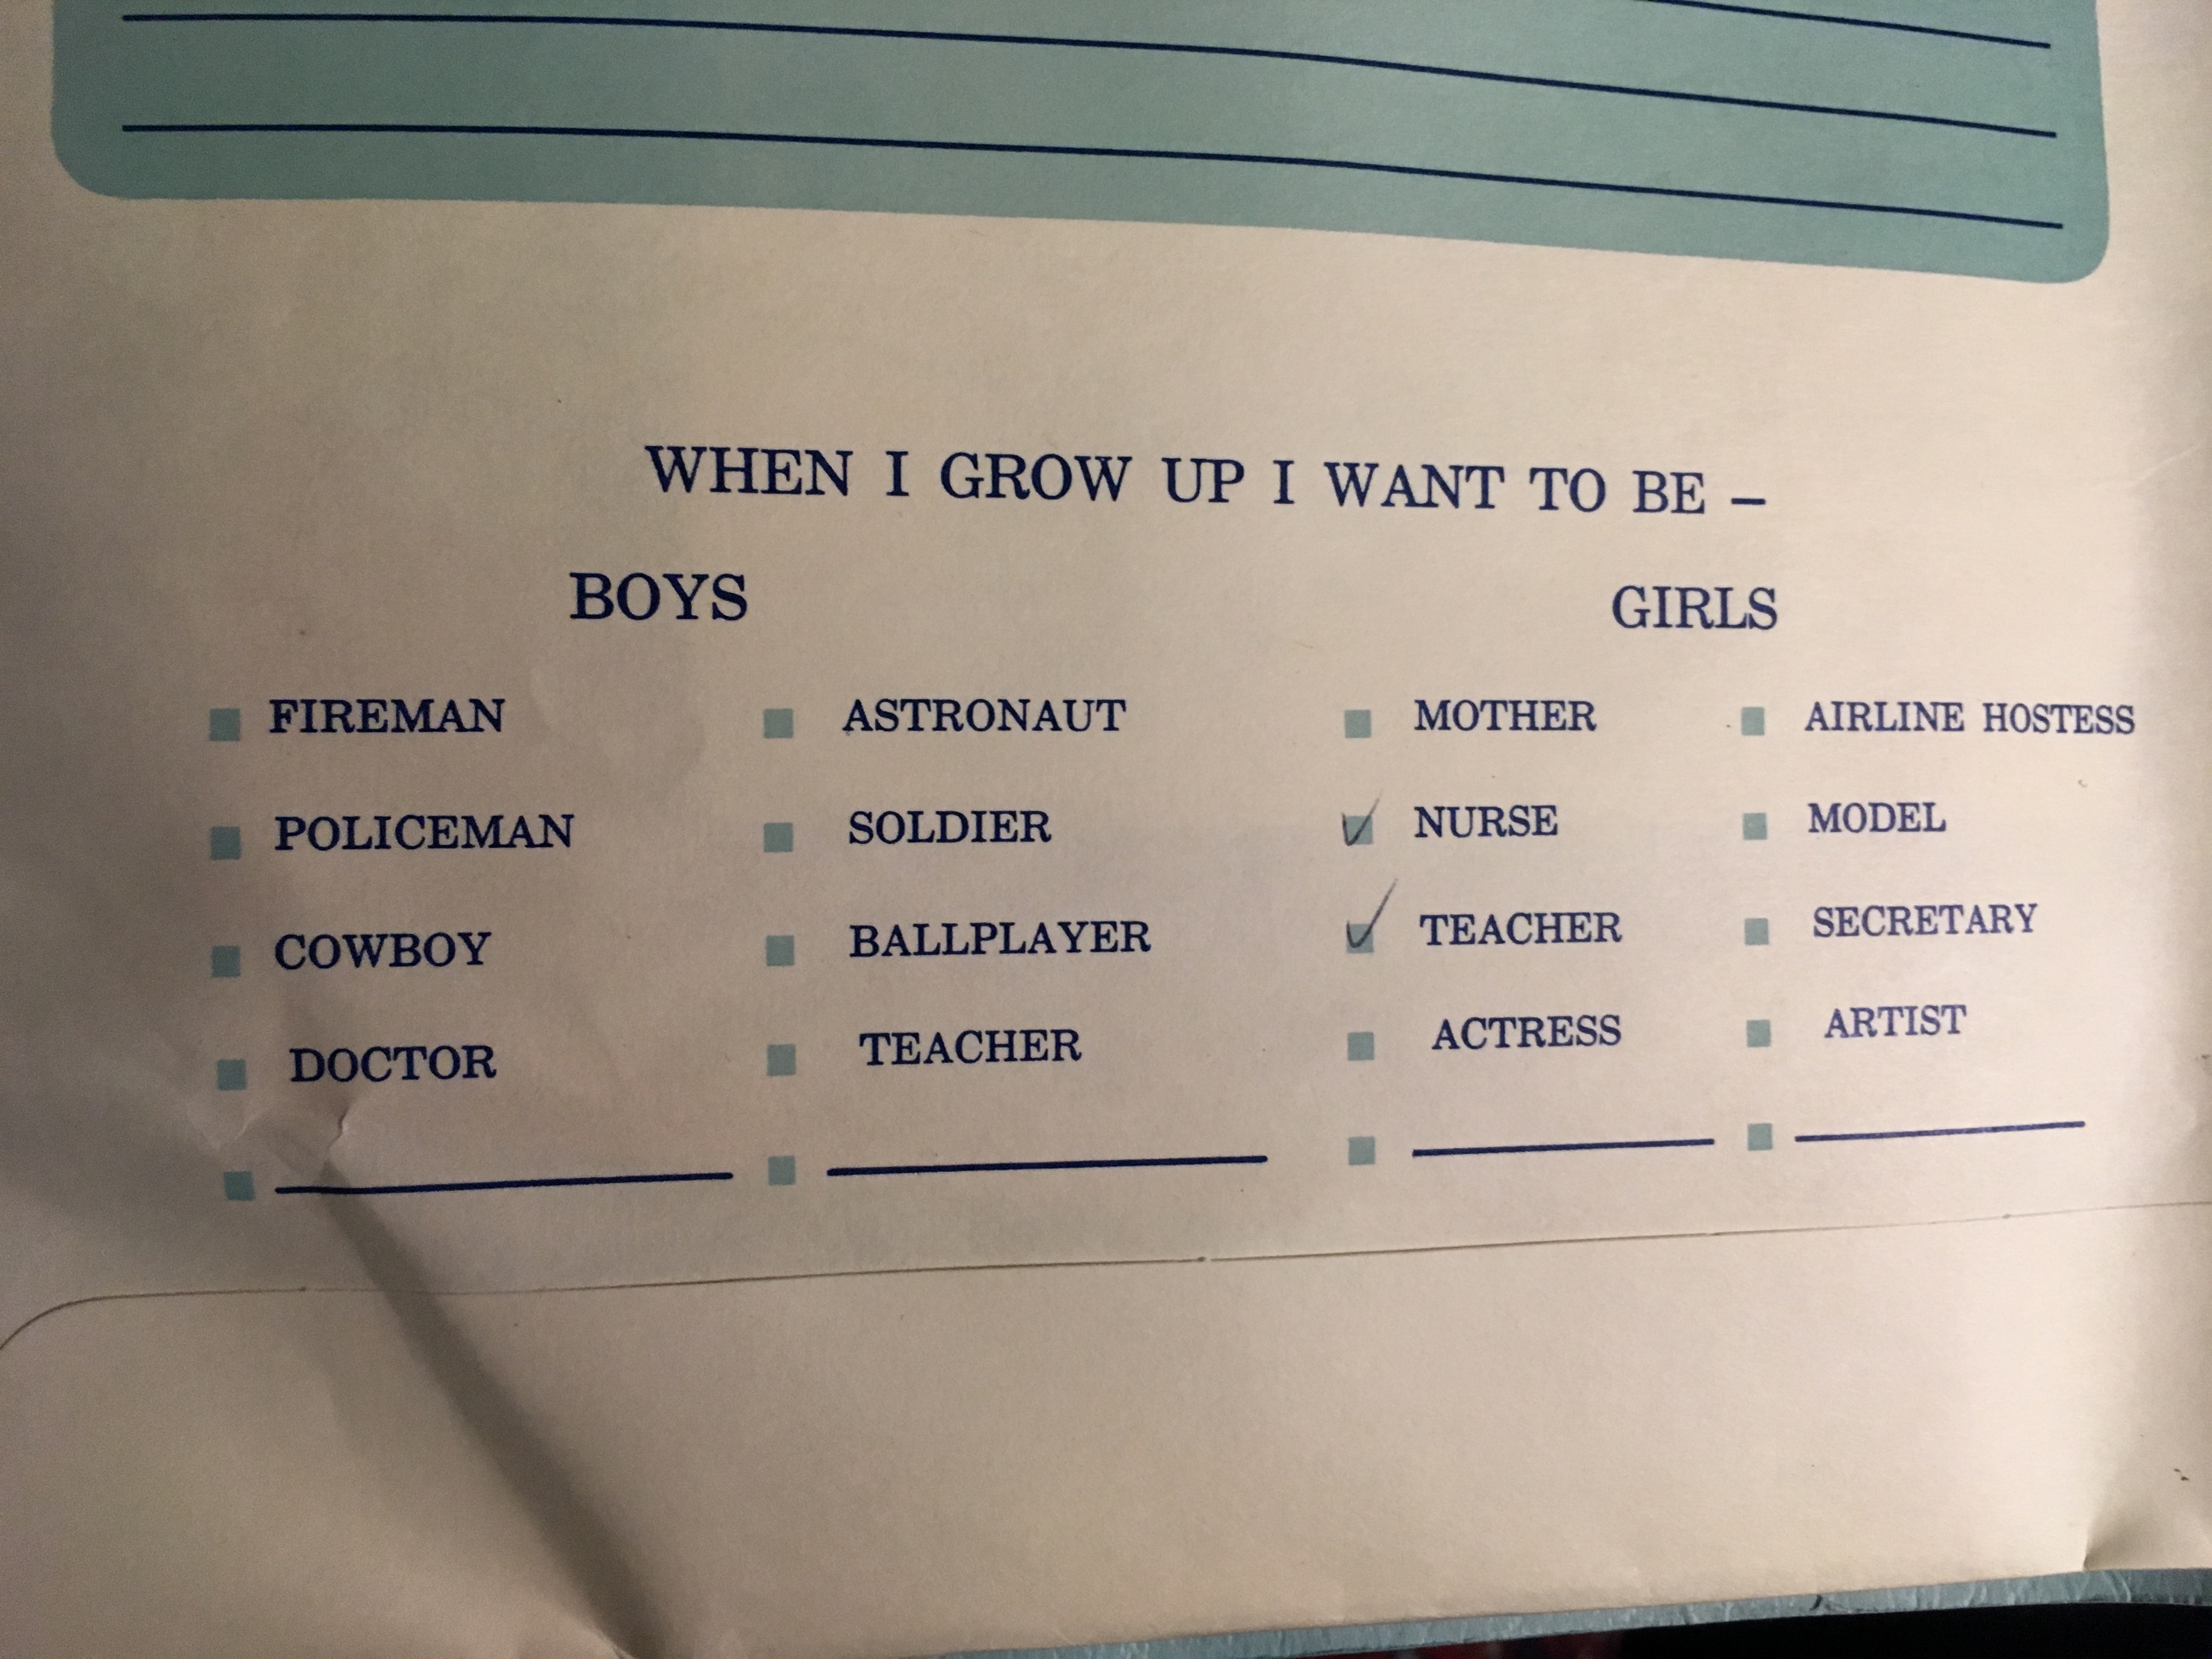 WHEN I GROW UP I WANT TO BE –
BOYS
FIREMAN
POLICEMAN
COWBOY
DOCTOR
ASTRONAUT
SOLDIER
BALLPLAYER
TEACHER
GIRLS
MOTHER
NURSE
TEACHER
ACTRESS
AIRLINE HOSTESS
MODEL
SECRETARY
ARTIST